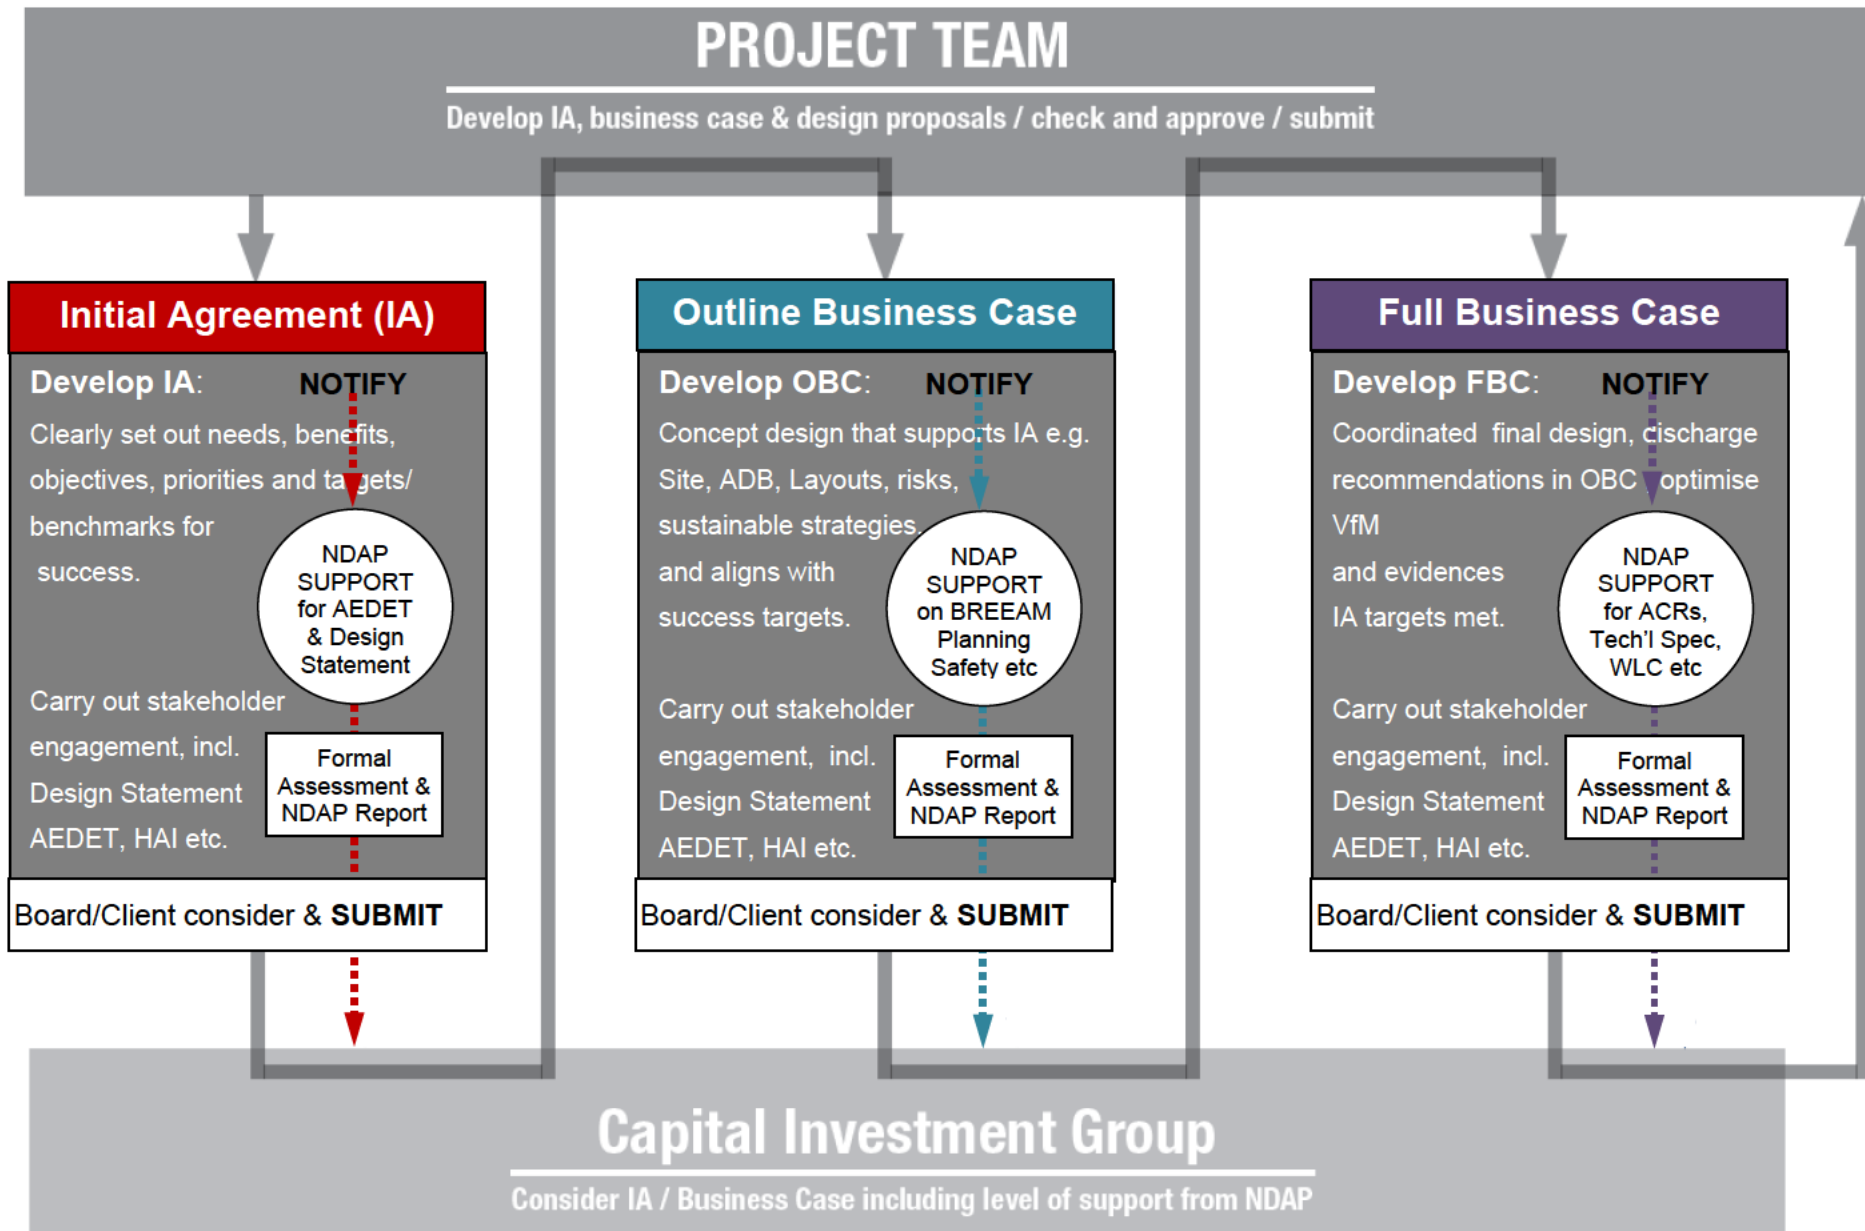 PROJECT TEAM
Develop IA, business case & design proposals / check and approve / submit
Initial Agreement (IA)
Develop IA:
NOTIFY
Clearly set out needs, benefits,
objectives, priorities and targets/
benchmarks for
success.
NDAP
SUPPORT
for AEDET
& Design
Statement
Carry out stakeholder
engagement, incl.
Design Statement
AEDET, HAI etc.
Formal
Assessment &
NDAP Report
Board/Client consider & SUBMIT
Outline Business Case
Develop OBC:
NOTIFY
Concept design that supports IA e.g.
Site, ADB, Layouts, risks,
sustainable strategies.
and aligns with
success targets.
NDAP
SUPPORT
on BREEAM
Planning
Safety etc
Carry out stakeholder
engagement, incl.
Design Statement
AEDET, HAI etc.
Formal
Assessment &
NDAP Report
Board/Client consider & SUBMIT
Full Business Case
Develop FBC:
NOTIFY
Coordinated final design, discharge
recommendations in OBC , optimise
VfM
and evidences
IA targets met.
NDAP
SUPPORT
for ACRs,
Tech'l Spec,
WLC etc
Carry out stakeholder
engagement, incl.
Design Statement
AEDET, HAI etc.
Formal
Assessment &
NDAP Report
Board/Client consider & SUBMIT
Capital Investment Group
Consider IA / Business Case including level of support from NDAP